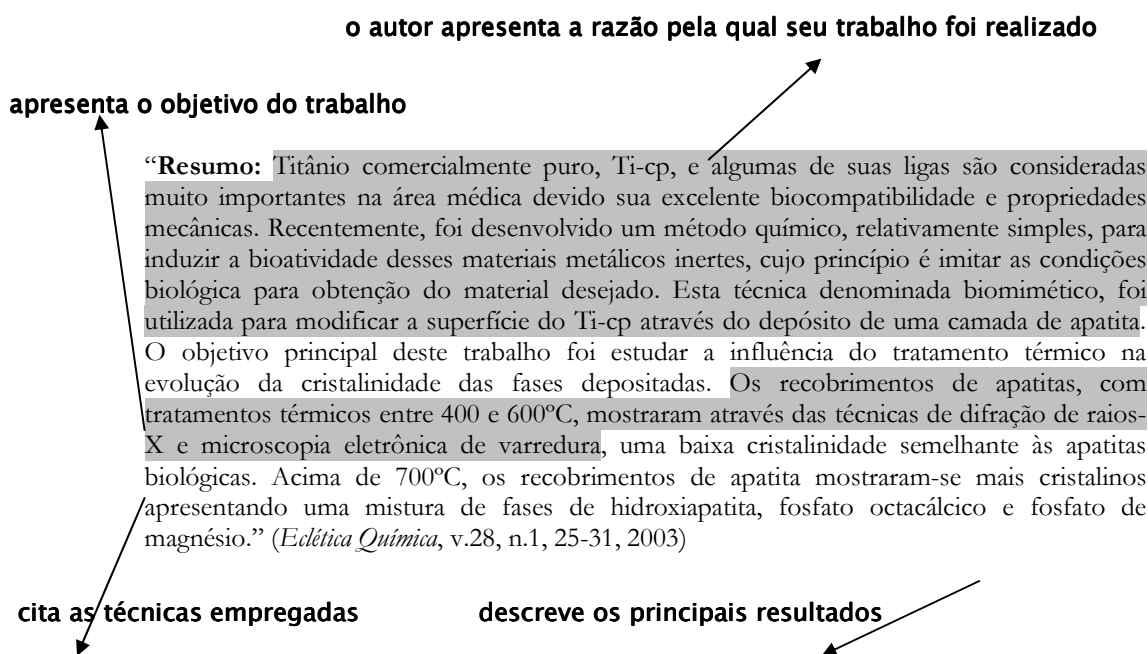 o autor apresenta a razão pela qual seu trabalho foi realizado
apresenta o objetivo do trabalho
“Resumo: Titânio comercialmente puro, Ti-cp, e algumas de suas ligas são consideradas
muito importantes na área médica devido sua excelente biocompatibilidade e propriedades
mecânicas. Recentemente, foi desenvolvido um método químico, relativamente simples, para
induzir a bioatividade desses materiais metálicos inertes, cujo princípio é imitar as condições
biológica para obtenção do material desejado. Esta técnica denominada biomimético, foi
utilizada para modificar a superfície do Ti-cp através do depósito de uma camada de apatita.
O objetivo principal deste trabalho foi estudar a influência do tratamento térmico na
evolução da cristalinidade das fases depositadas. Os recobrimentos de apatitas, com
tratamentos térmicos entre 400 e 600ºC, mostraram através das técnicas de difração de raios-
X e microscopia eletrônica de varredura, uma baixa cristalinidade semelhante às apatitas
biológicas. Acima de 700ºC, os recobrimentos de apatita mostraram-se mais cristalinos
apresentando uma mistura de fases de hidroxiapatita, fosfato octacálcico e fosfato de
magnésio.” (Eclética Química, v.28, n.1, 25-31, 2003)
cita as técnicas empregadas
descreve os principais resultados